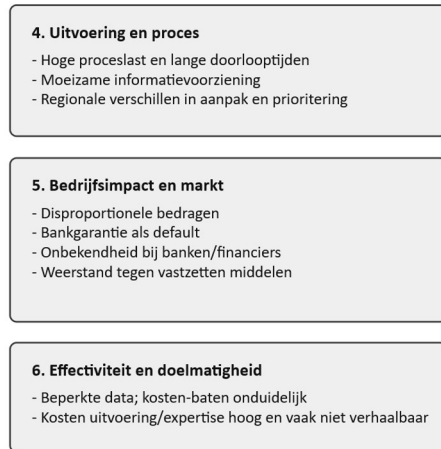 4. Uitvoering en proces
- Hoge proceslast en lange doorlooptijden
- Moeizame informatievoorziening
- Regionale verschillen in aanpak en prioritering
5. Bedrijfsimpact en markt
- Disproportionele bedragen
- Bankgarantie als default
- Onbekendheid bij banken/financiers
- Weerstand tegen vastzetten middelen
6. Effectiviteit en doelmatigheid
- Beperkte data; kosten-baten onduidelijk
- Kosten uitvoering/expertise hoog en vaak niet verhaalbaar